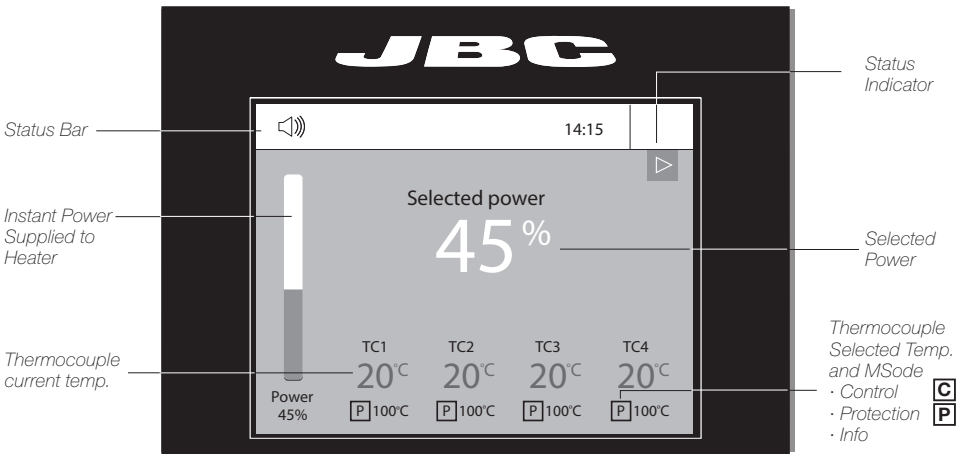 JBC
Status
Indicator
Status Bar
14:15
Instant Power
Supplied to
Heater
Selected power
45%
Selected
Power
Thermocouple
current temp.
TC1 TC2 TC3 TC4
20°C 20°C 20°C 20°C
Power
45%
P 100°C P 100°C P 100°C P 100°C
Thermocouple
Selected Temp.
and MSode
· Control C
· Protection P
· Info